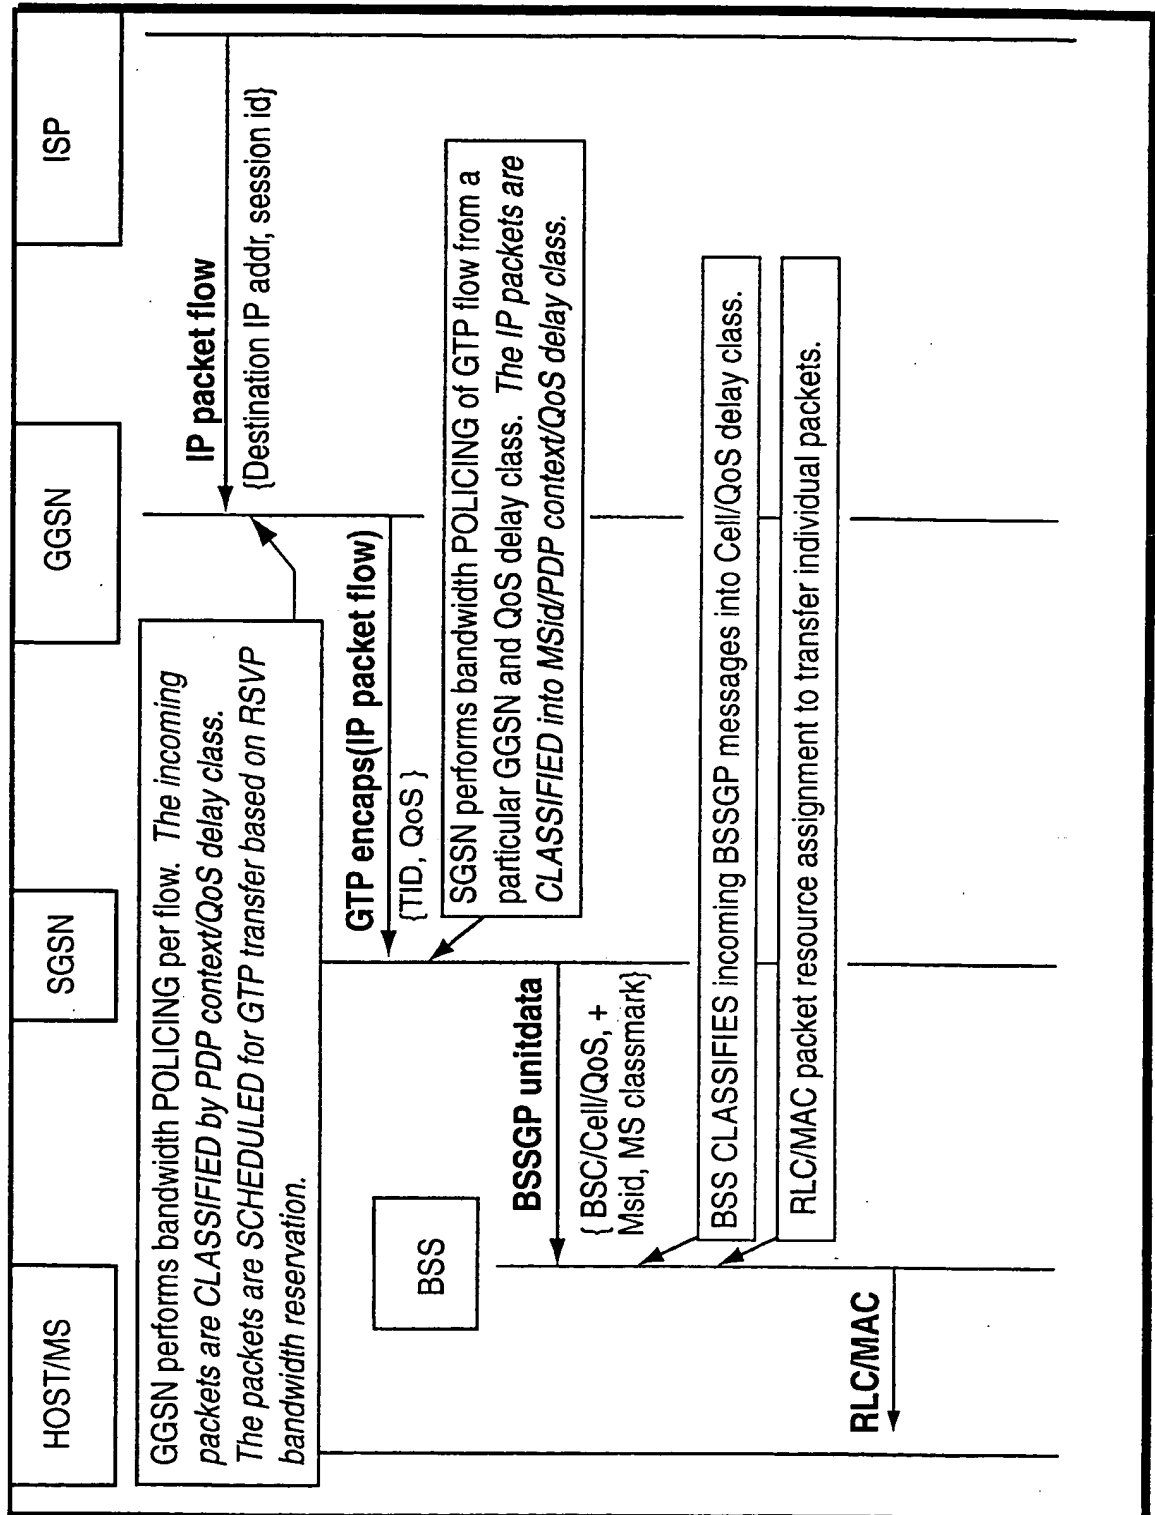 HOST/MS
SGSN
GGSN
ISP
GGSN performs bandwidth POLICING per flow. The incoming
packets are CLASSIFIED by PDP context/QoS delay class.
The packets are SCHEDULED for GTP transfer based on RSVP
bandwidth reservation.
IP packet flow
{Destination IP addr, session id}
GTP encaps(IP packet flow)
{TID, QoS }
SGSN performs bandwidth POLICING of GTP flow from a
particular GGSN and QoS delay class. The IP packets are
CLASSIFIED into MSid/PDP context/QoS delay class.
BSS
BSSGP unitdata
{ BSC/Cell/QoS, +
Msid, MS classmark}
BSS CLASSIFIES incoming BSSGP messages into Cell/QoS delay class.
RLC/MAC packet resource assignment to transfer individual packets.
RLC/MAC